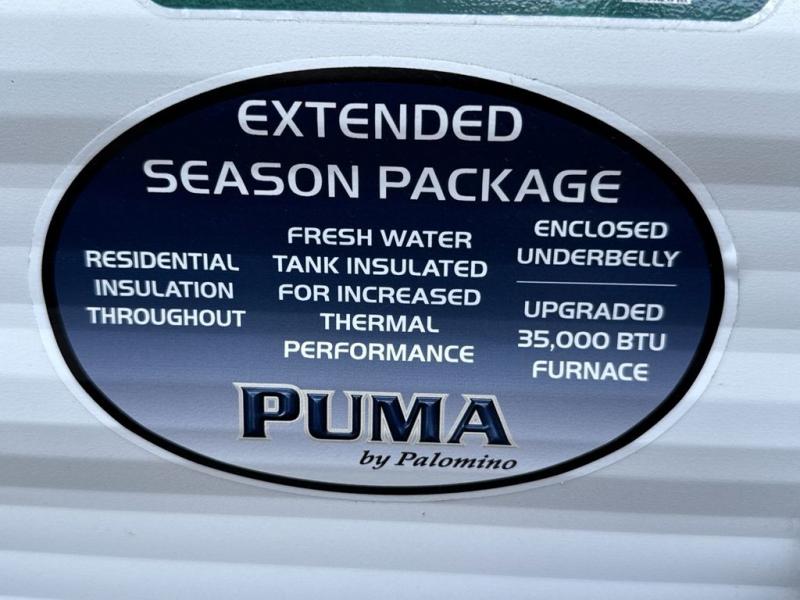 EXTENDED
SEASON PACKAGE
RESIDENTIAL
INSULATION
THROUGHOUT
FRESH WATER
TANK INSULATED
FOR INCREASED
THERMAL
PERFORMANCE
ENCLOSED
UNDERBELLY
UPGRADED
35,000 BTU
FURNACE
PUMA
by Palomino